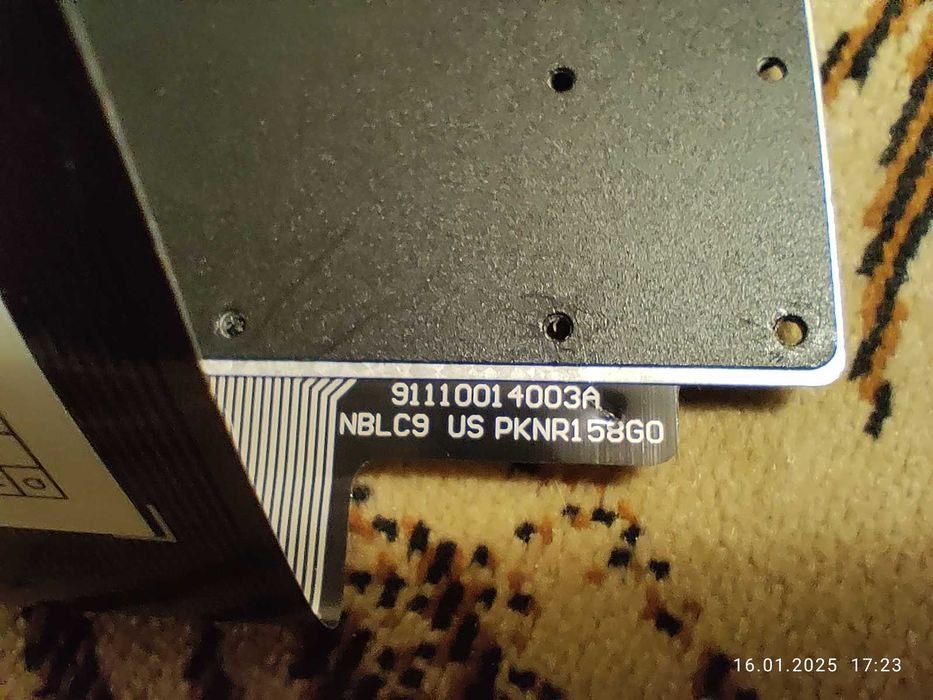 91110014003A
NBLC9 US PKNR158G0
16.01.2025 17:23